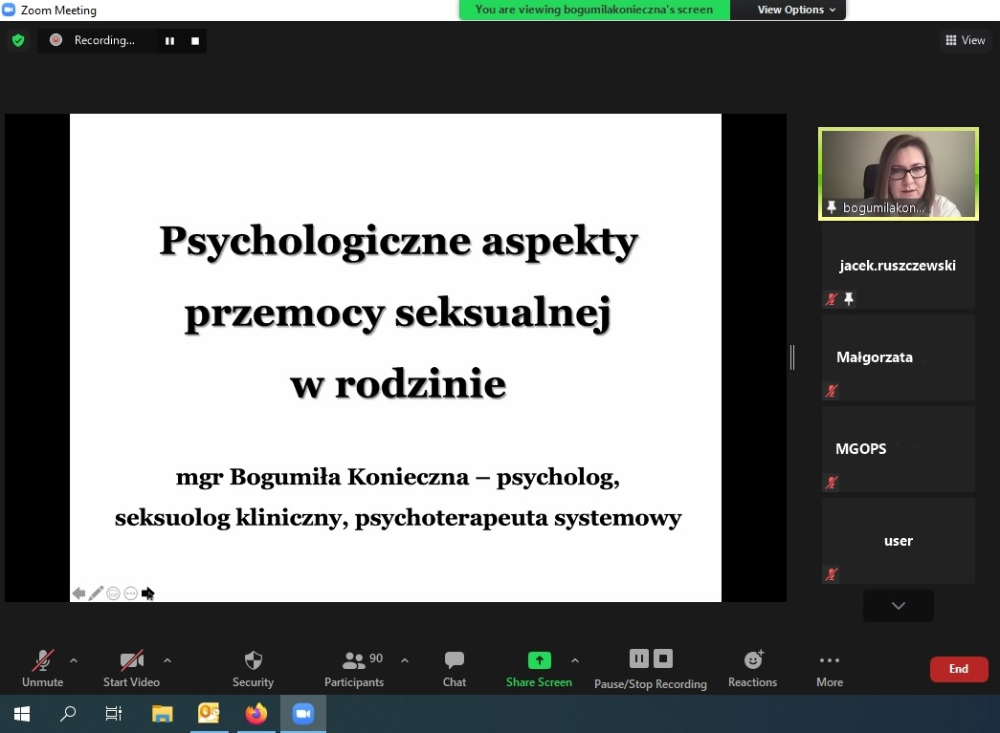 Zoom Meeting
You are viewing bogumilakonieczna's screen
View Options
Recording...
View
Psychologiczne aspekty
przemocy seksualnej
w rodzinie
mgr Bogumiła Konieczna – psycholog,
seksuolog kliniczny, psychoterapeuta systemowy
bogumilakon...
jacek.ruszczewski
Małgorzata
MGOPS
user
Unmute
Start Video
Security
90
Participants
Chat
Share Screen
Pause/Stop Recording
Reactions
More
End